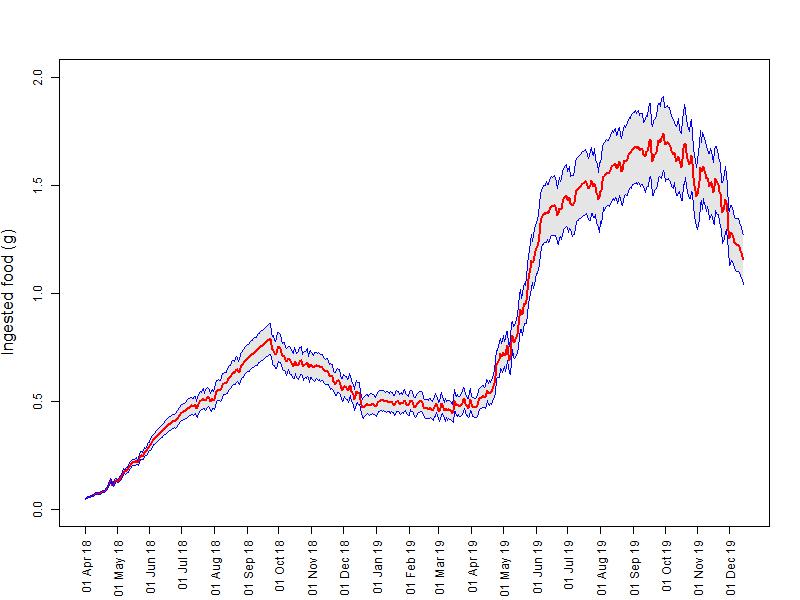 Ingested food (g)
2.0
1.5
1.0
0.5
0.0
01 Apr 18
01 May 18
01 Jun 18
01 Jul 18
01 Aug 18
01 Sep 18
01 Oct 18
01 Nov 18
01 Dec 18
01 Jan 19
01 Feb 19
01 Mar 19
01 Apr 19
01 May 19
01 Jun 19
01 Jul 19
01 Aug 19
01 Sep 19
01 Oct 19
01 Nov 19
01 Dec 19